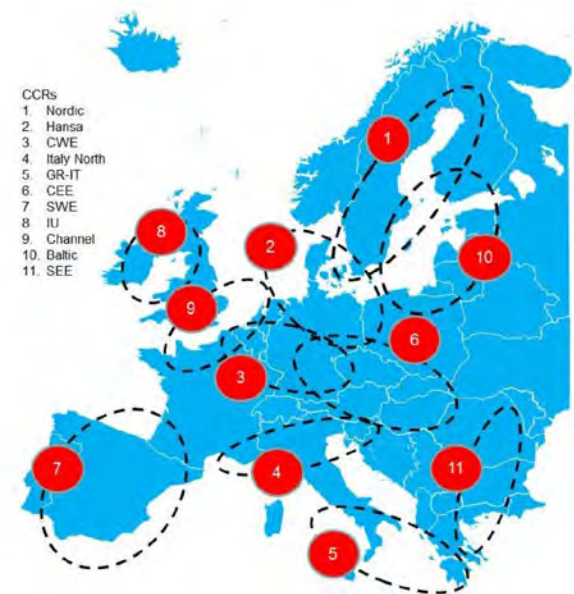 CCRs
1. Nordic
2. Hansa
3. CWE
4. Italy North
5. GR-IT
6. CEE
7. SWE
8. IU
9. Channel
10. Baltic
11. SEE
1
8
2
10
9
6
3
7
4
11
5